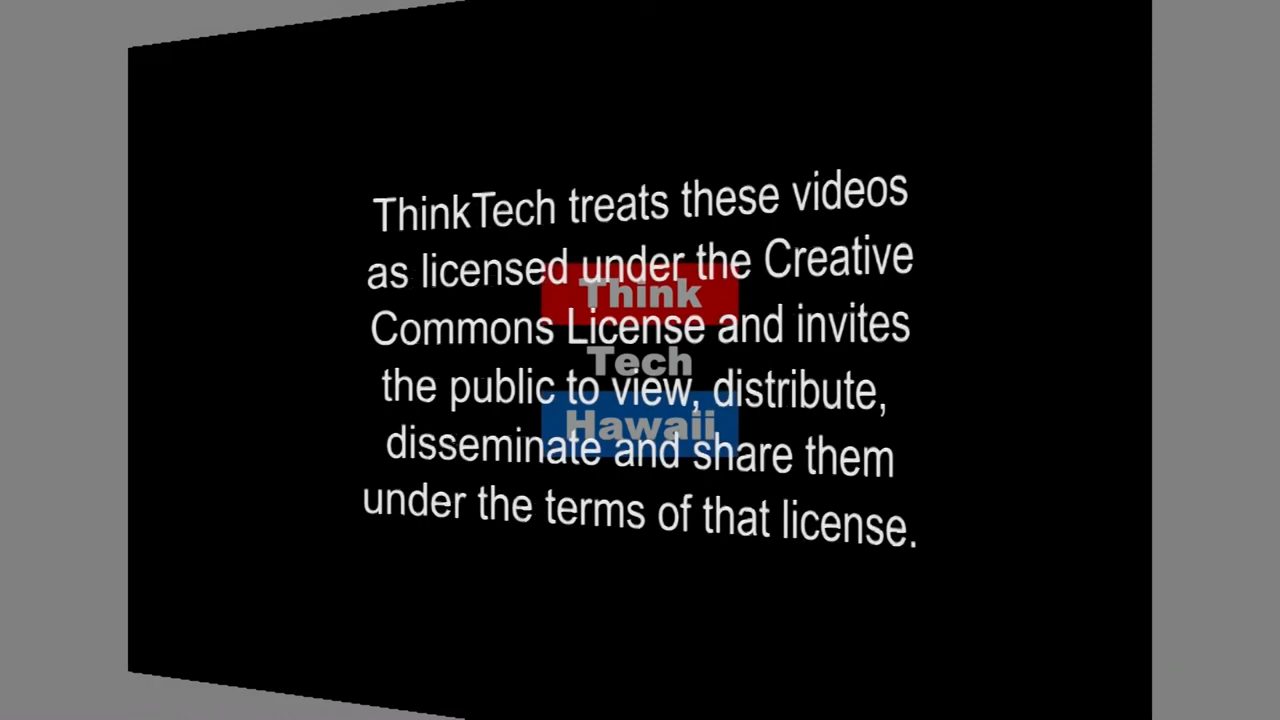 ThinkTech treats these videos
as licensed under the Creative
Commons License and invites
the public to view, distribute,
disseminate and share them
under the terms of that license.
Think
Tech
Hawaii